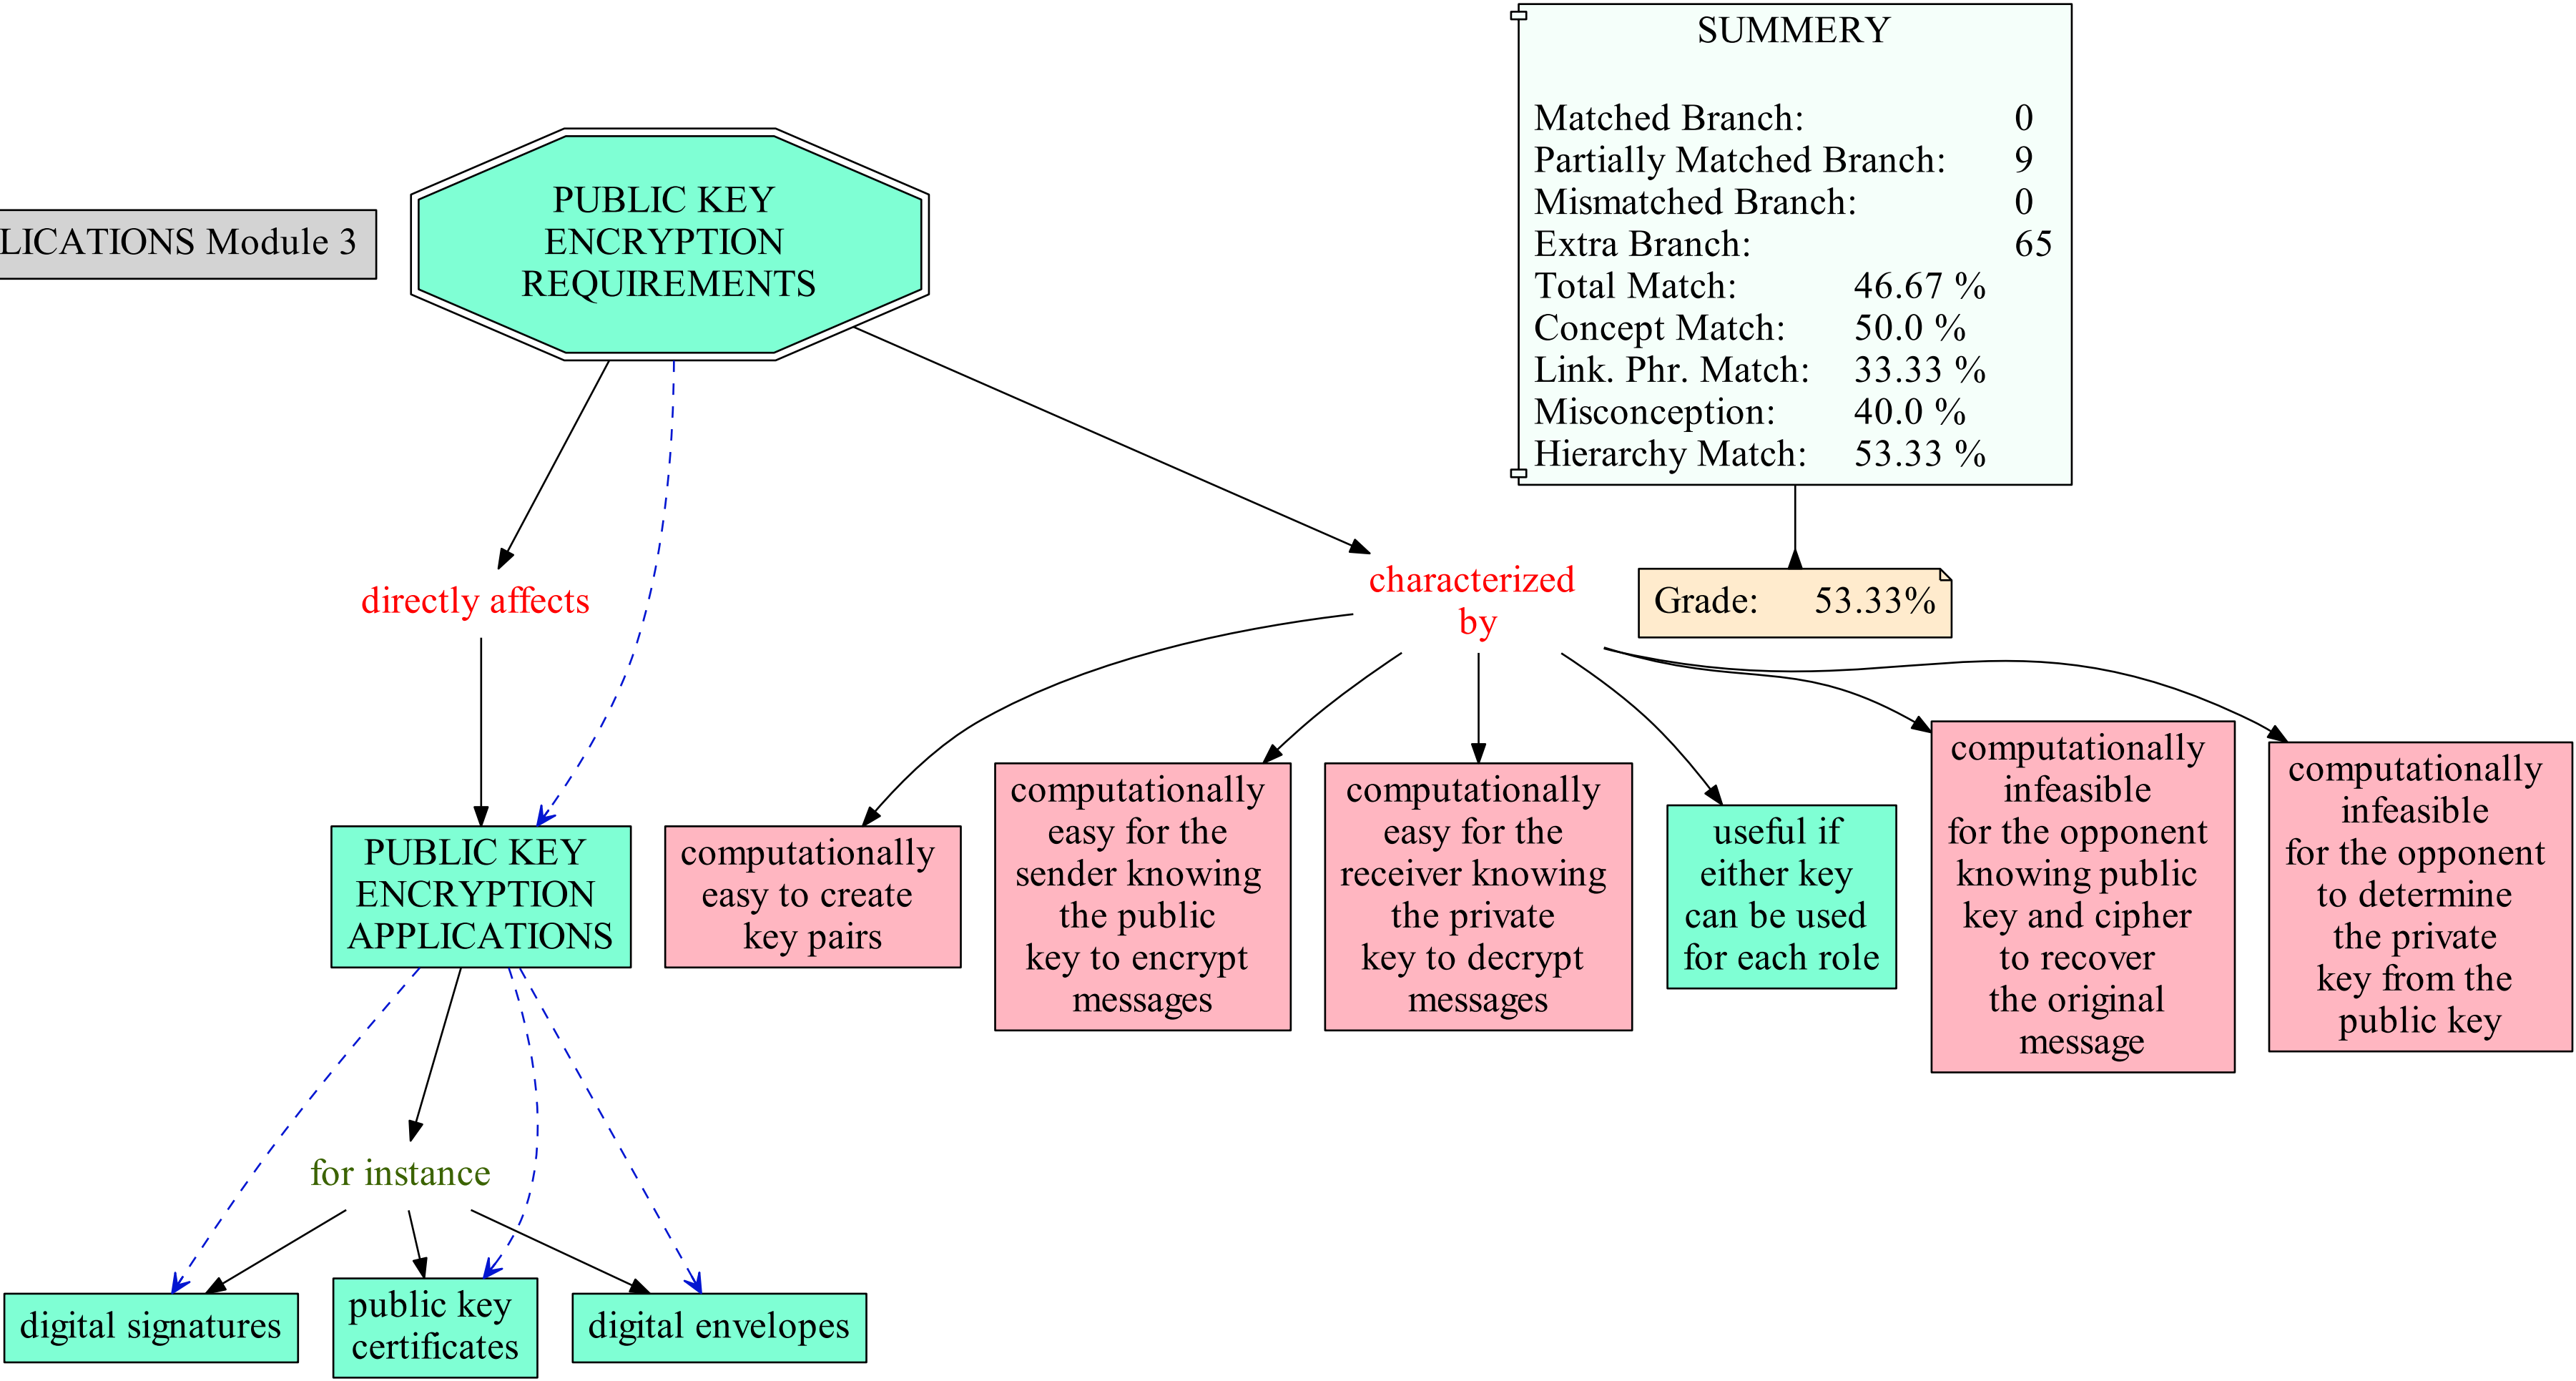 SUMMERY
Matched Branch: 0
Partially Matched Branch: 9
Mismatched Branch: 0
Extra Branch: 65
Total Match: 46.67 %
Concept Match: 50.0 %
Link. Phr. Match: 33.33 %
Misconception: 40.0 %
Hierarchy Match: 53.33 %
Grade: 53.33%
LICATIONS Module 3
PUBLIC KEY
ENCRYPTION
REQUIREMENTS
directly affects
characterized
by
PUBLIC KEY
ENCRYPTION
APPLICATIONS
computationally
easy to create
key pairs
computationally
easy for the
sender knowing
the public
key to encrypt
messages
computationally
easy for the
receiver knowing
the private
key to decrypt
messages
useful if
either key
can be used
for each role
computationally
infeasible
for the opponent
knowing public
key and cipher
to recover
the original
message
computationally
infeasible
for the opponent
to determine
the private
key from the
public key
for instance
digital signatures
public key
certificates
digital envelopes